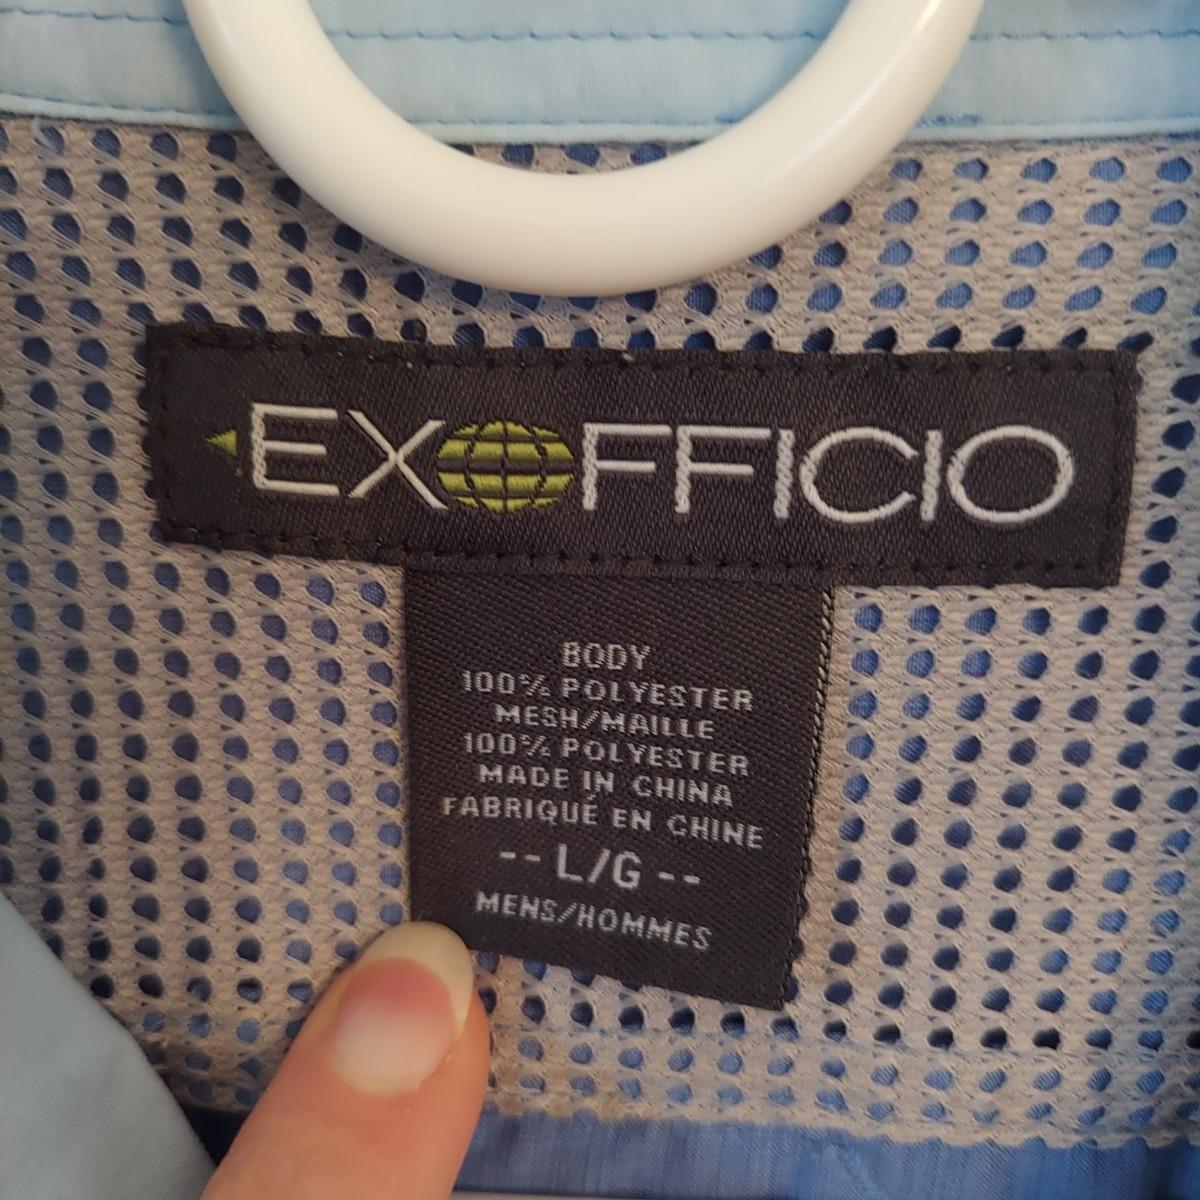 EXOFFICIO
BODY
100% POLYESTER
MESH/MAILLE
100% POLYESTER
MADE IN CHINA
FABRIQUÉ EN CHINE
-- L/G --
MENS/HOMMES